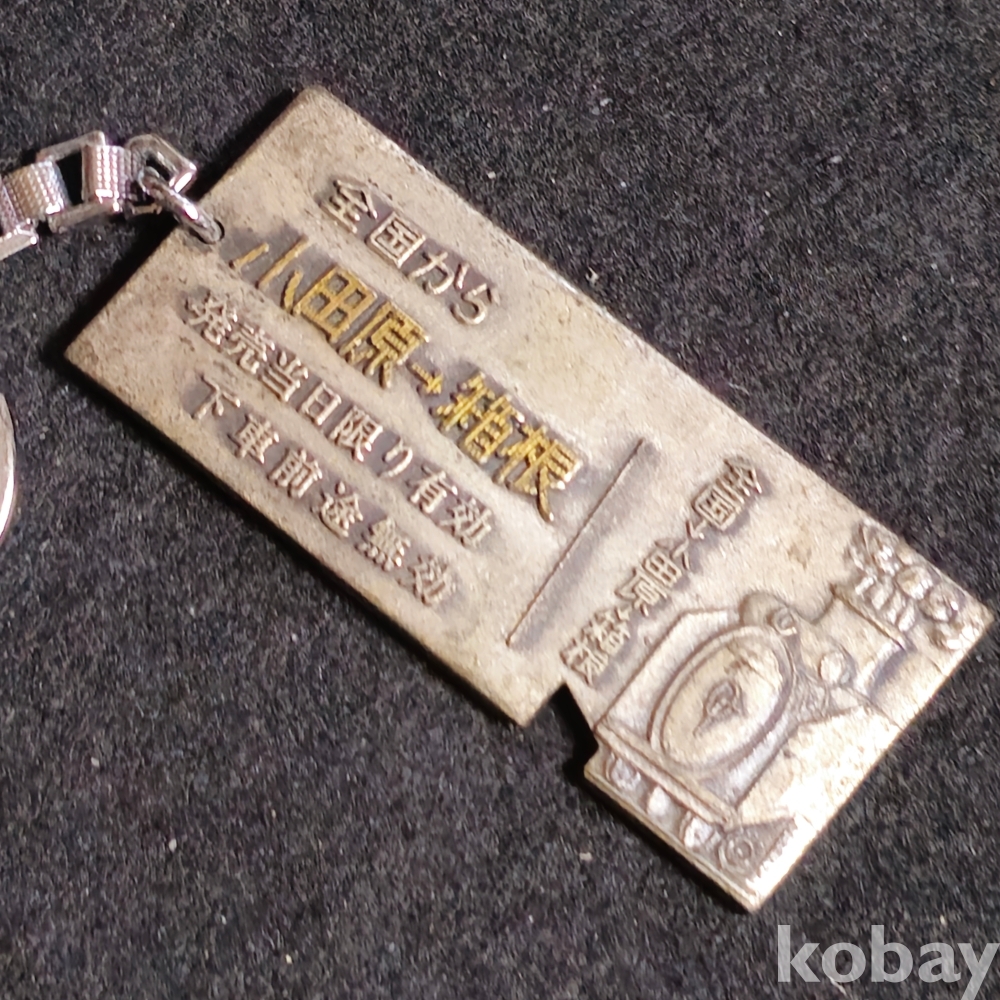 全国から
小田原→箱根
発売当日限り有効
下車前途無効
全国→小田原→箱根
kobay